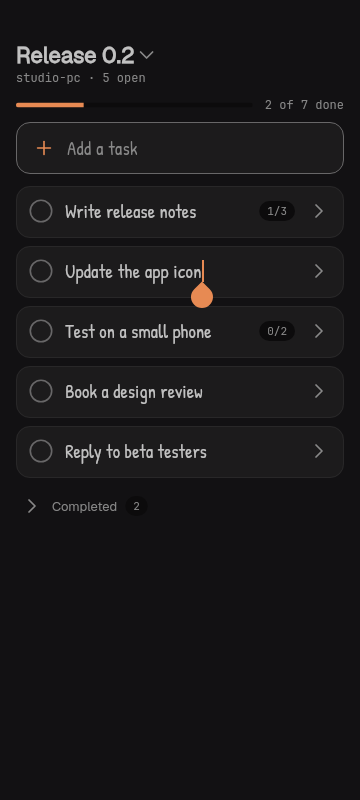 Release 0.2
studio-pc · 5 open
2 of 7 done
Add a task
Write release notes 1/3
Update the app icon
Test on a small phone 0/2
Book a design review
Reply to beta testers
Completed 2